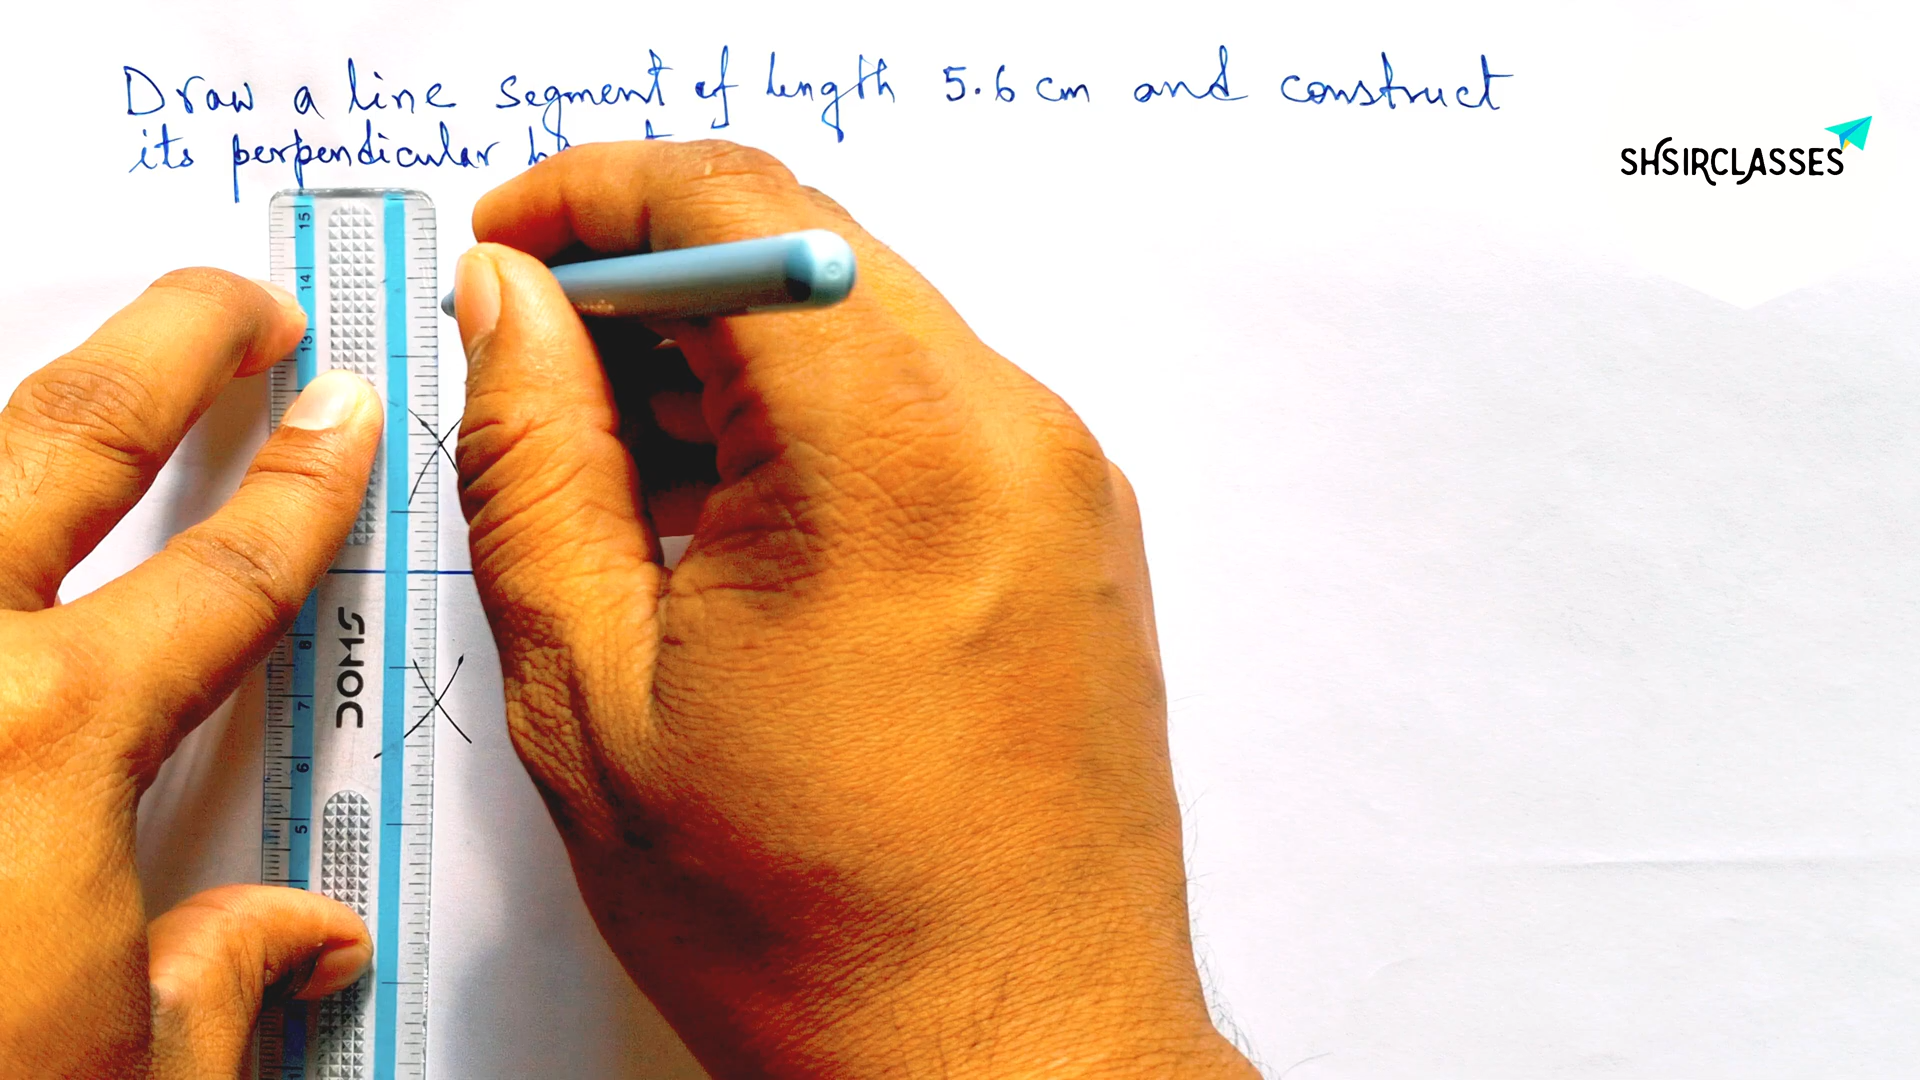 Draw a line segment of length 5.6 cm and construct
its perpendicular
SHSIRCLASSES
15
14
13
8
DOMS
7
6
5